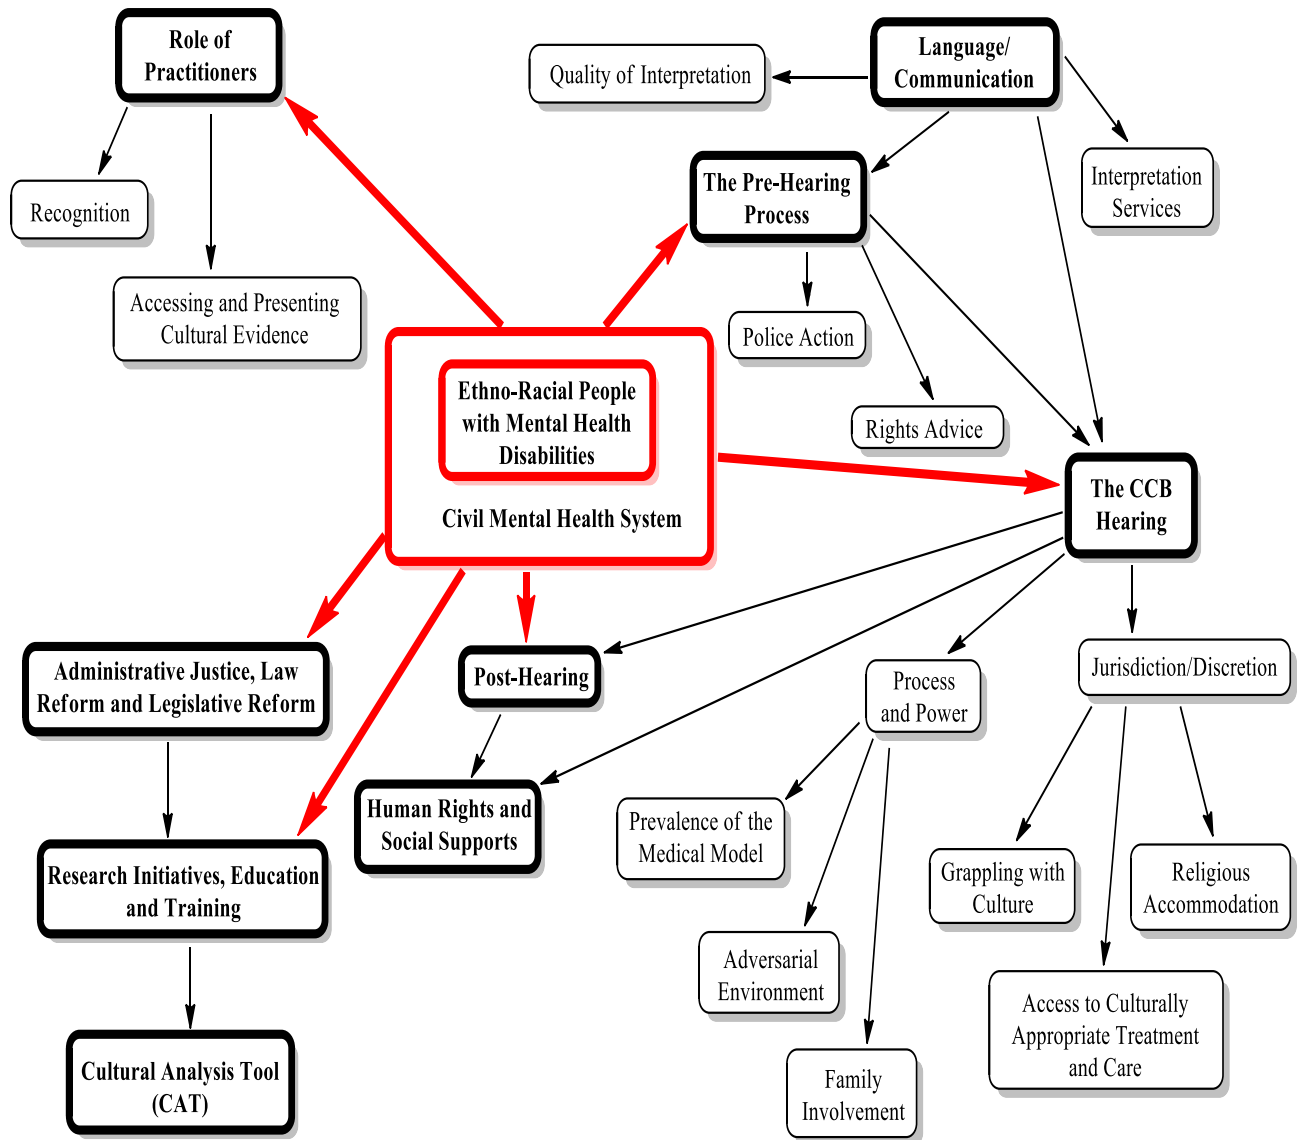 Role of
Practitioners
Language/
Communication
Quality of Interpretation
Interpretation
Services
The Pre-Hearing
Process
Recognition
Accessing and Presenting
Cultural Evidence
Police Action
Rights Advice
Ethno-Racial People
with Mental Health
Disabilities
Civil Mental Health System
The CCB
Hearing
Administrative Justice, Law
Reform and Legislative Reform
Post-Hearing
Process
and Power
Jurisdiction/Discretion
Human Rights and
Social Supports
Prevalence of the
Medical Model
Research Initiatives, Education
and Training
Grappling with
Culture
Religious
Accommodation
Adversarial
Environment
Access to Culturally
Appropriate Treatment
and Care
Cultural Analysis Tool
(CAT)
Family
Involvement